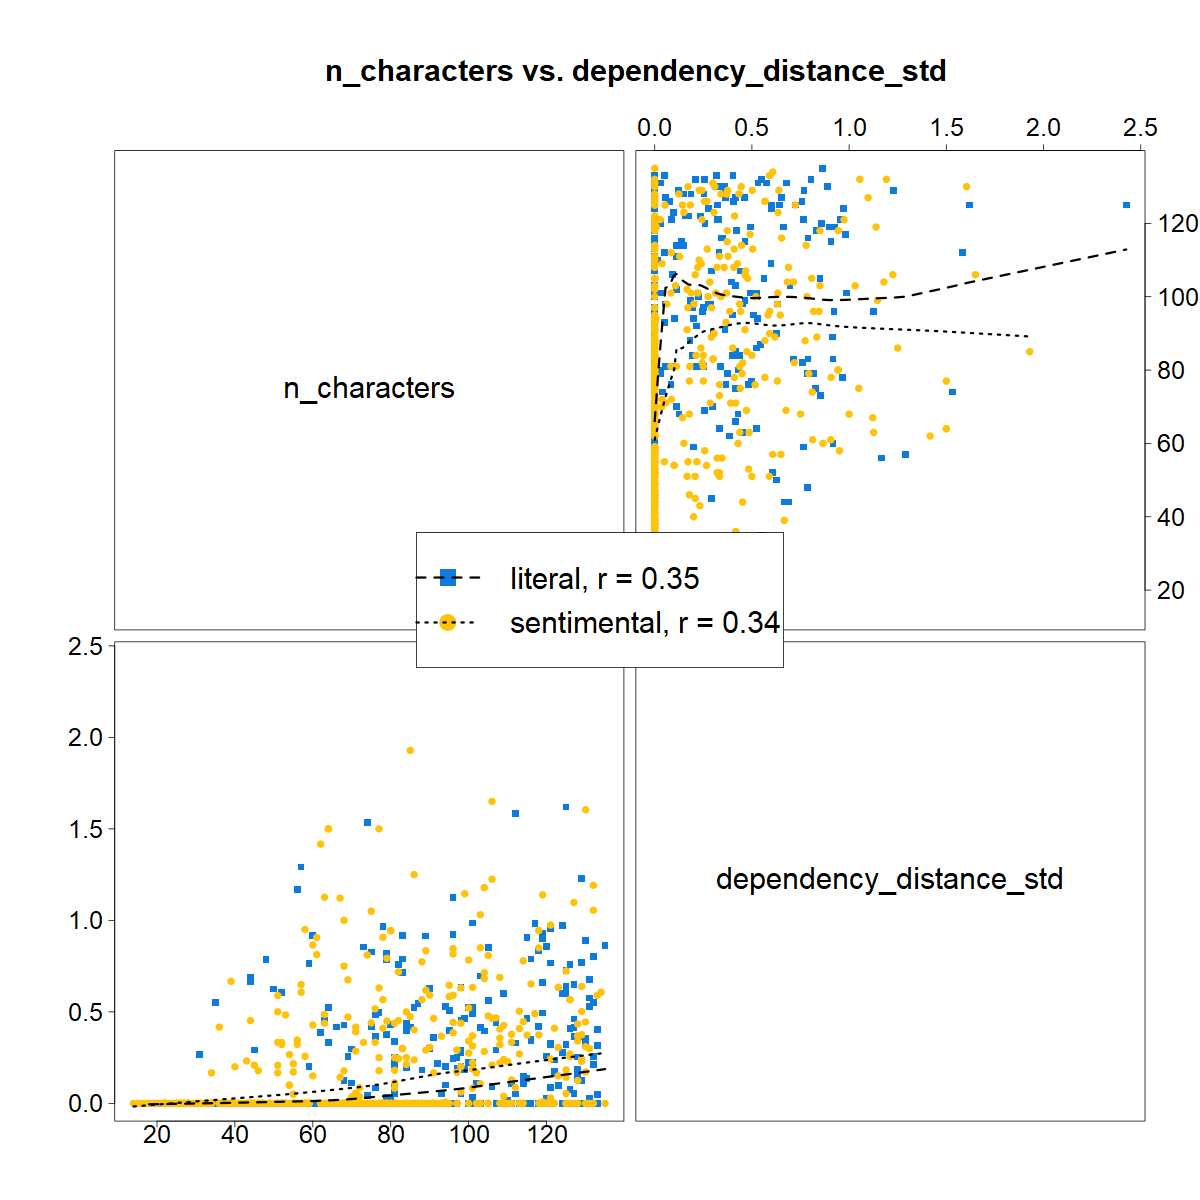 n_characters vs. dependency_distance_std
0.0 0.5 1.0 1.5 2.0 2.5
n_characters
120
100
80
60
40
20
literal, r = 0.35
sentimental, r = 0.34
2.5
2.0
1.5
1.0
0.5
0.0
dependency_distance_std
20 40 60 80 100 120